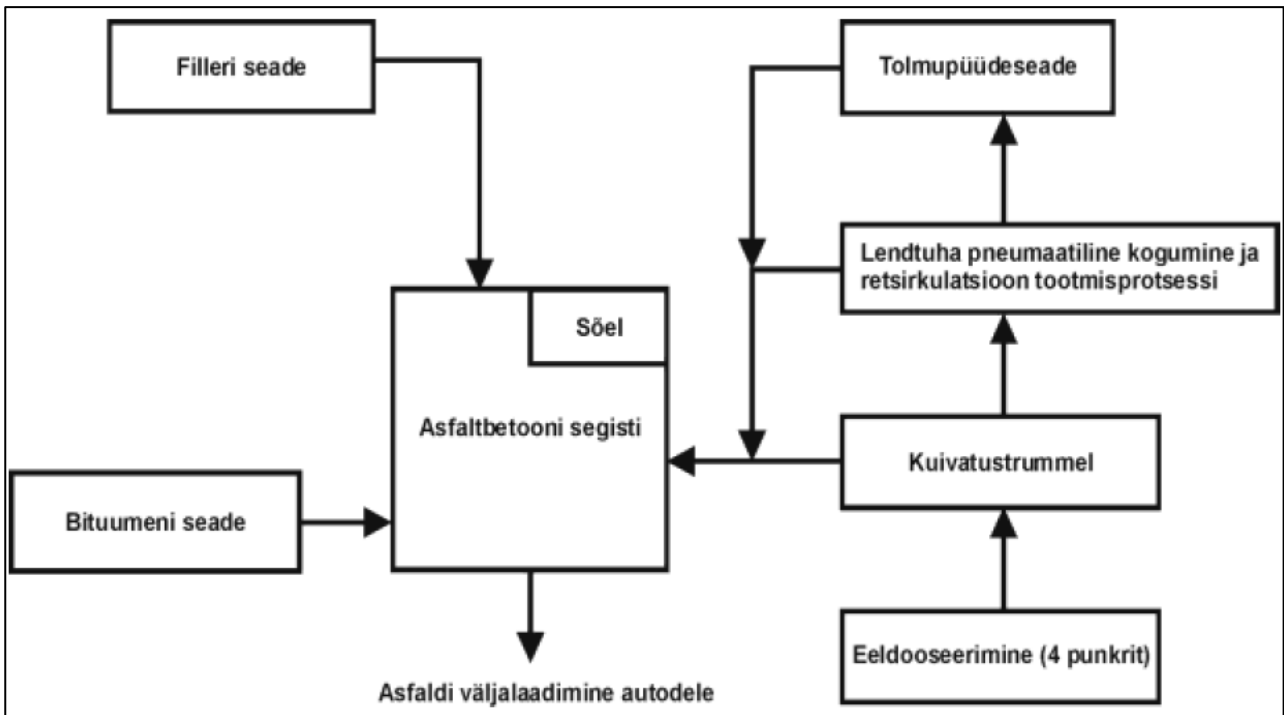 Filleri seade
Tolmupüüdeseade
Lendtuha pneumaatiline kogumine ja
retsirkulatsioon tootmisprotsessi
Sõel
Asfaltbetooni segisti
Kuivatustrummel
Bituumeni seade
Eeldooseerimine (4 punkrit)
Asfaldi väljalaadimine autodele